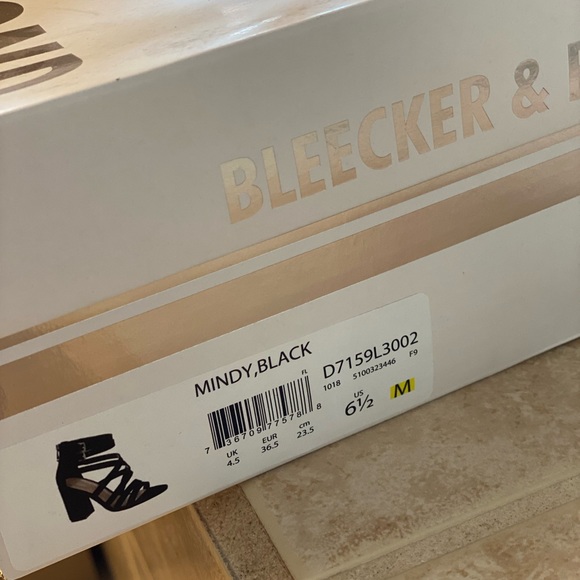 BLEECKER &
MINDY,BLACK
FL
D7159L3002
1018 5100323446 F9
7 36709 77578 8
UK EUR cm US
4.5 36.5 23.5 6½ M